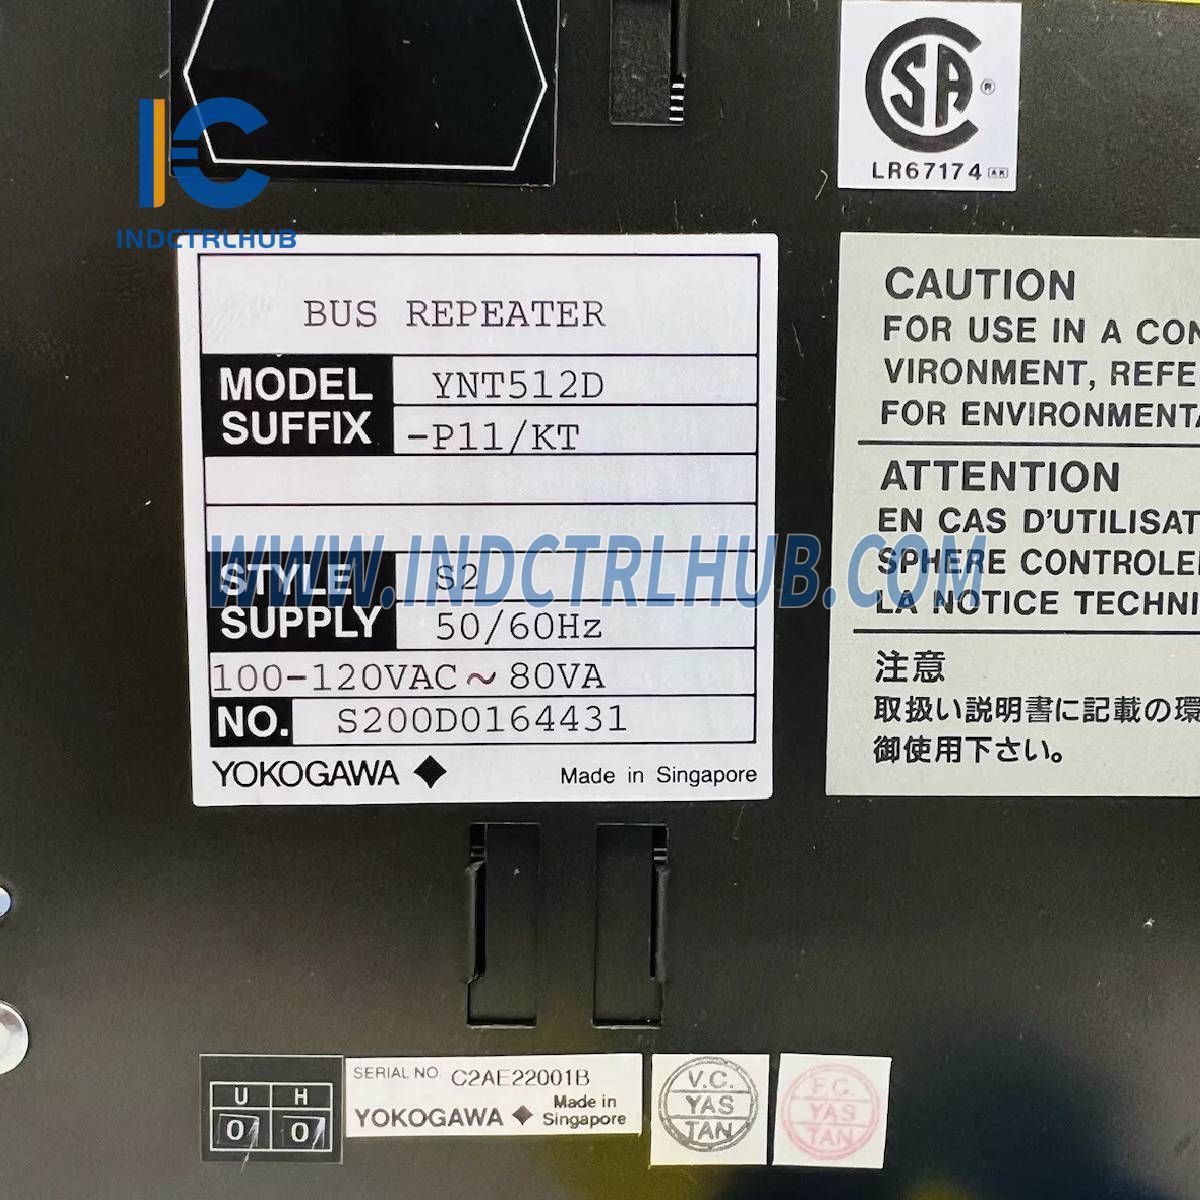 INDCTRLHUB
CSA
®
LR67174
BUS REPEATER
MODEL YNT512D
SUFFIX -P11/KT
STYLE S2
SUPPLY 50/60Hz
100-120VAC~80VA
NO. S200D0164431
YOKOGAWA Made in Singapore
CAUTION
FOR USE IN A CON
VIRONMENT, REFE
FOR ENVIRONMENTA
ATTENTION
EN CAS D'UTILISAT
SPHERE CONTROLE
LA NOTICE TECHNI
注意
取扱い説明書に記載の環
御使用下さい。
WWW.INDCTRLHUB.COM
U H
0 0
SERIAL NO. C2AE22001B
YOKOGAWA Made in
Singapore
V.C.
YAS
TAN
F.C.
YAS
TAN